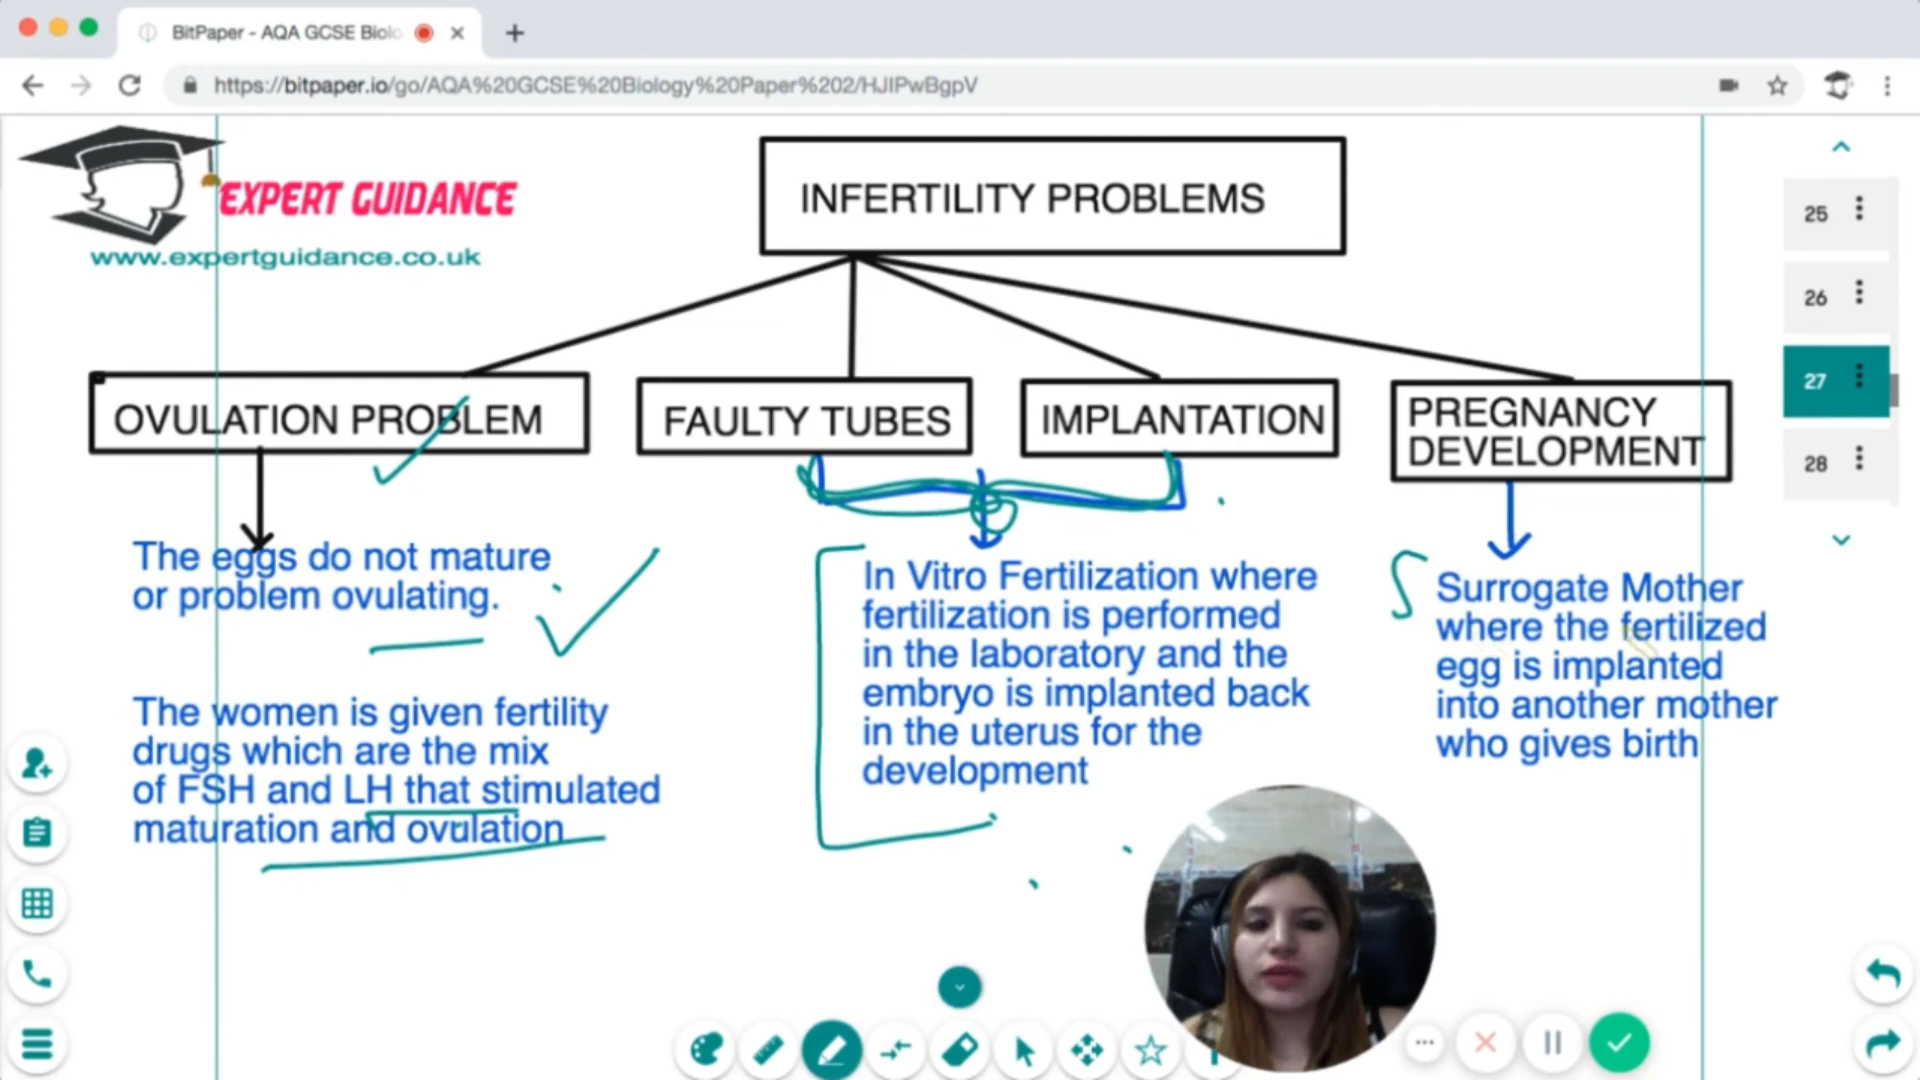 BitPaper - AQA GCSE Biolo
https://bitpaper.io/go/AQA%20GCSE%20Biology%20Paper%202/HJIPwBgpV
EXPERT GUIDANCE
www.expertguidance.co.uk
INFERTILITY PROBLEMS
25
26
27
28
OVULATION PROBLEM
FAULTY TUBES
IMPLANTATION
PREGNANCY
DEVELOPMENT
The eggs do not mature
or problem ovulating.
The women is given fertility
drugs which are the mix
of FSH and LH that stimulated
maturation and ovulation
In Vitro Fertilization where
fertilization is performed
in the laboratory and the
embryo is implanted back
in the uterus for the
development
Surrogate Mother
where the fertilized
egg is implanted
into another mother
who gives birth